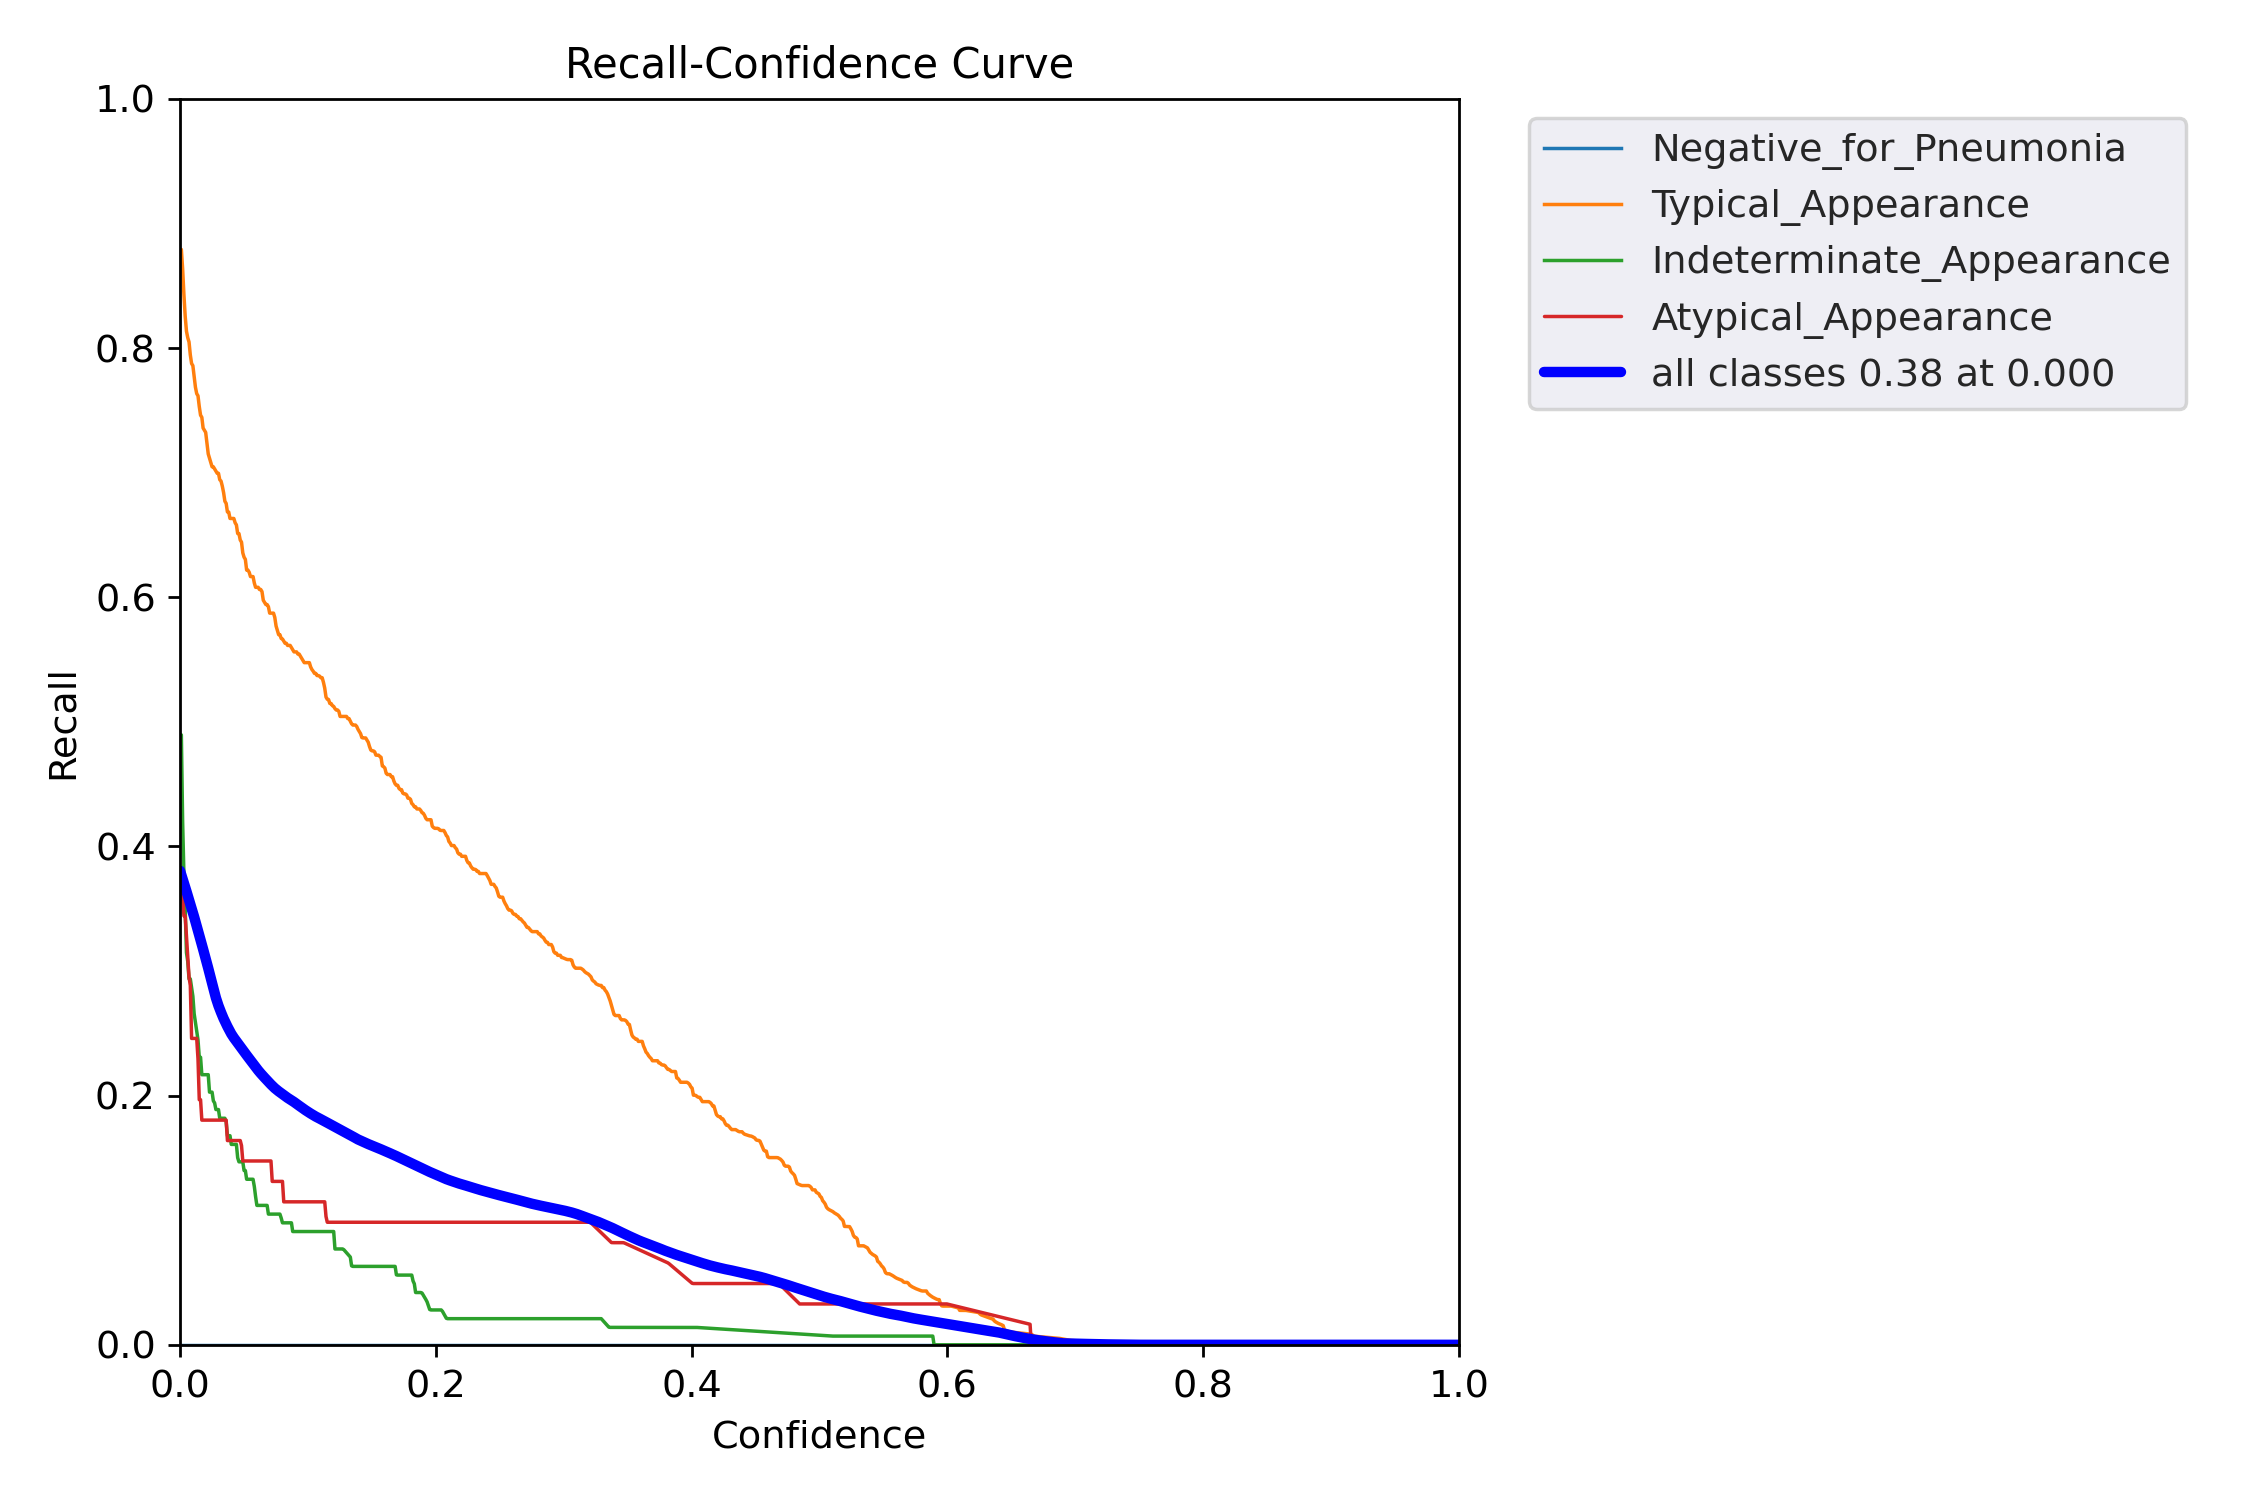 Recall-Confidence Curve
1.0
0.8
0.6
0.4
0.2
0.0
Recall
0.0 0.2 0.4 0.6 0.8 1.0
Confidence
Negative_for_Pneumonia
Typical_Appearance
Indeterminate_Appearance
Atypical_Appearance
all classes 0.38 at 0.000